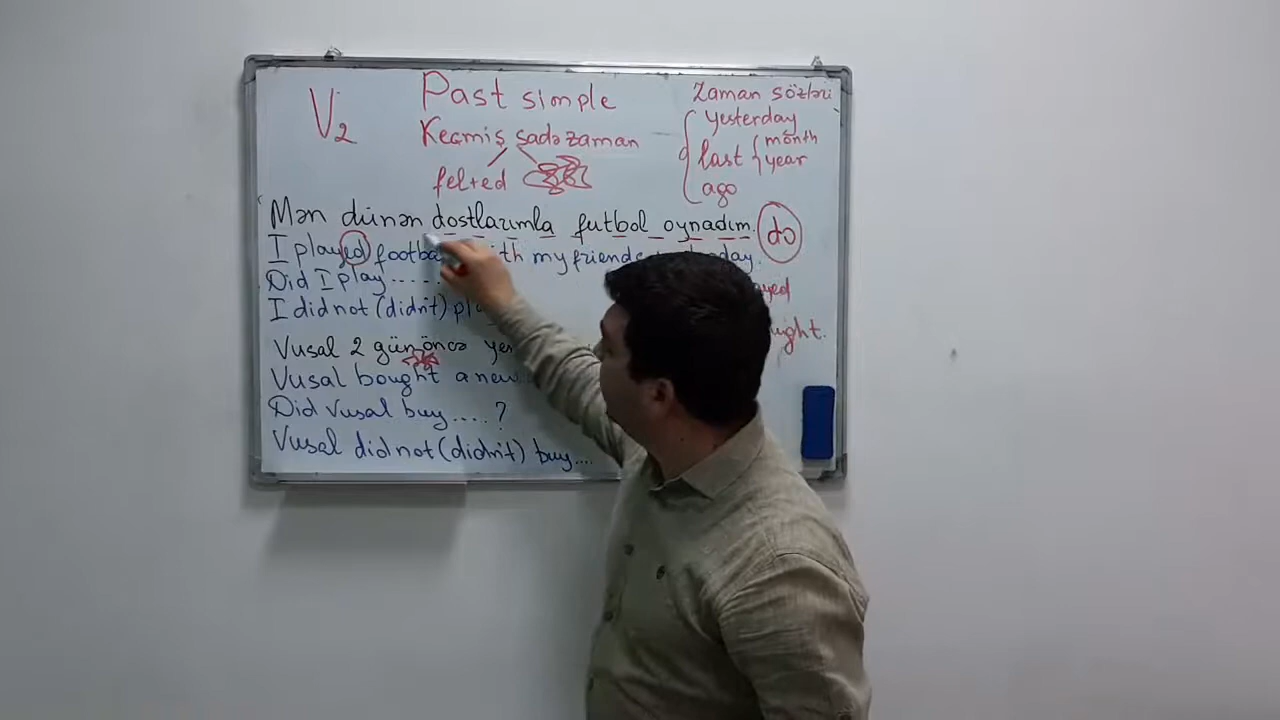 V2
Past simple
Keçmiş sadə zaman
fel+ed
Zaman sözləri
yesterday
last { month
year
ago
Mən dünən dostlarımla futbol oynadım.
do
I played football with my friends
Did I play ......
I did not (didn't)
Vusal 2 gün öncə
Vusal bought a new
Did Vusal buy ....?
Vusal did not (didn't) buy ....